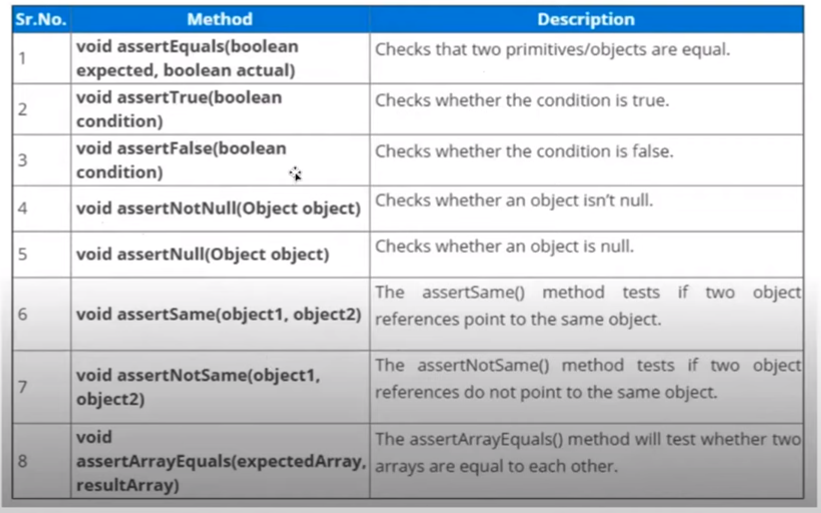 Sr.No. Method Description
1 void assertEquals(boolean expected, boolean actual) Checks that two primitives/objects are equal.
2 void assertTrue(boolean condition) Checks whether the condition is true.
3 void assertFalse(boolean condition) Checks whether the condition is false.
4 void assertNotNull(Object object) Checks whether an object isn't null.
5 void assertNull(Object object) Checks whether an object is null.
6 void assertSame(object1, object2) The assertSame() method tests if two object references point to the same object.
7 void assertNotSame(object1, object2) The assertNotSame() method tests if two object references do not point to the same object.
8 void assertArrayEquals(expectedArray, resultArray) The assertArrayEquals() method will test whether two arrays are equal to each other.